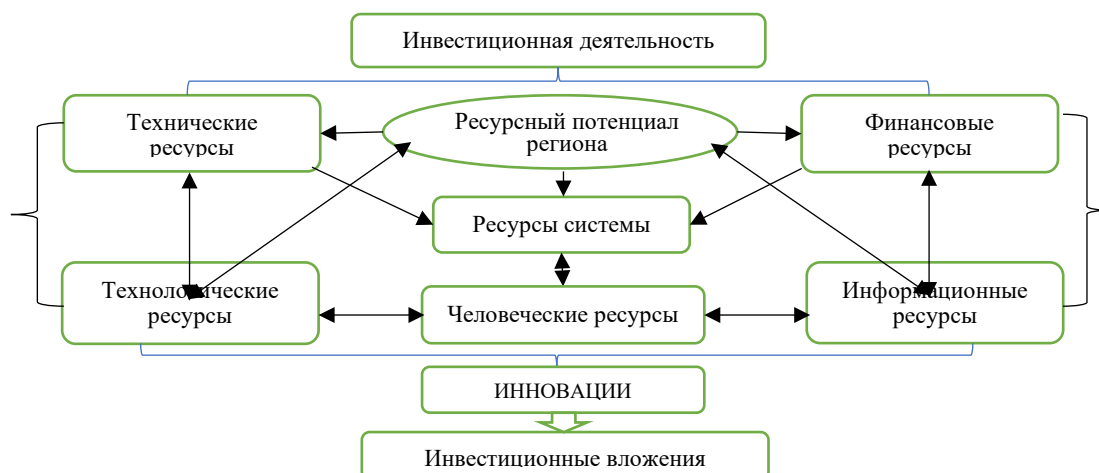 Инвестиционная деятельность
Технические
ресурсы
Ресурсный потенциал
региона
Финансовые
ресурсы
Ресурсы системы
Технологические
ресурсы
Человеческие ресурсы
Информационные
ресурсы
ИННОВАЦИИ
Инвестиционные вложения